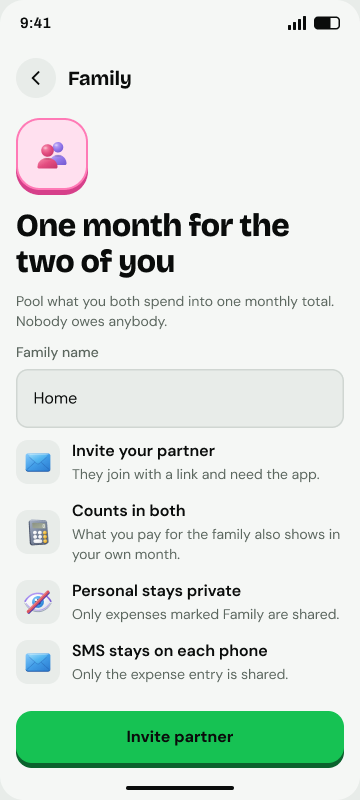 9:41
Family
One month for the
two of you
Pool what you both spend into one monthly total.
Nobody owes anybody.
Family name
Home
Invite your partner
They join with a link and need the app.
Counts in both
What you pay for the family also shows in
your own month.
Personal stays private
Only expenses marked Family are shared.
SMS stays on each phone
Only the expense entry is shared.
Invite partner